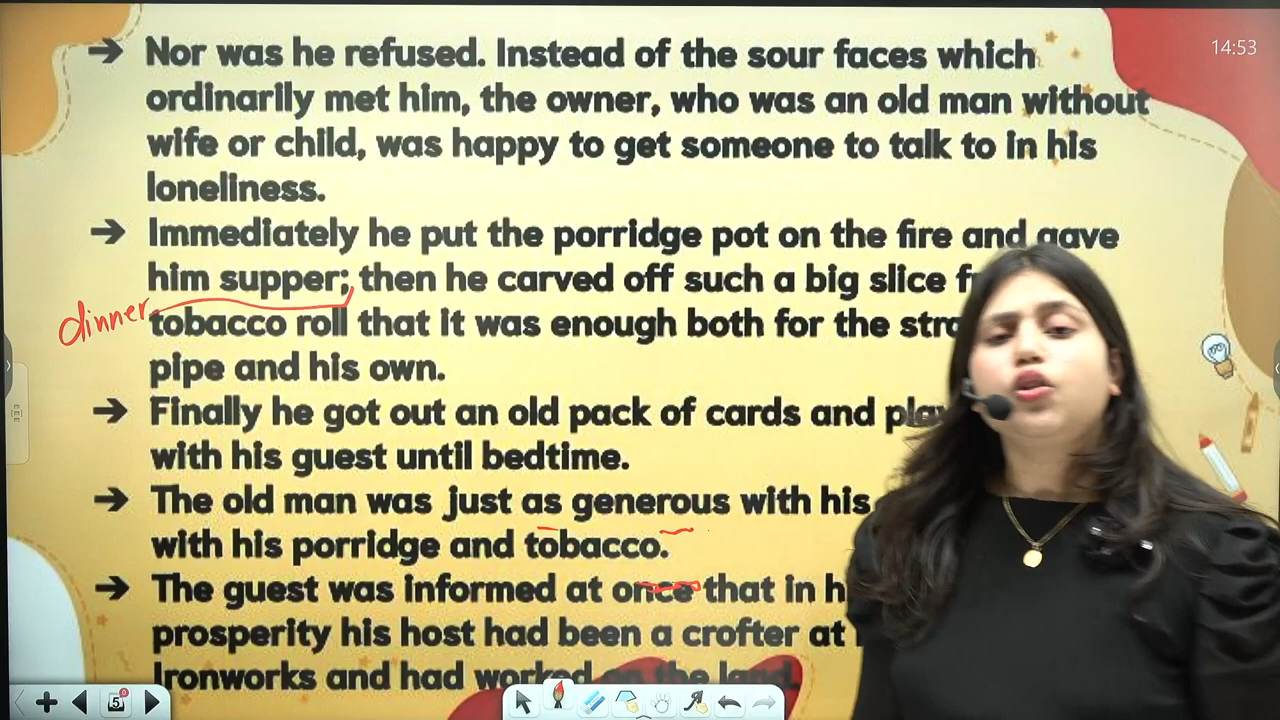 14:53
→ Nor was he refused. Instead of the sour faces which
ordinarily met him, the owner, who was an old man without
wife or child, was happy to get someone to talk to in his
loneliness.
→ Immediately he put the porridge pot on the fire and gave
him supper; then he carved off such a big slice
dinner
tobacco roll that it was enough both for the
pipe and his own.
→ Finally he got out an old pack of cards and
with his guest until bedtime.
→ The old man was just as generous with his
with his porridge and tobacco.
→ The guest was informed at once that in
prosperity his host had been a crofter at
Ironworks and had worked on the land.
5